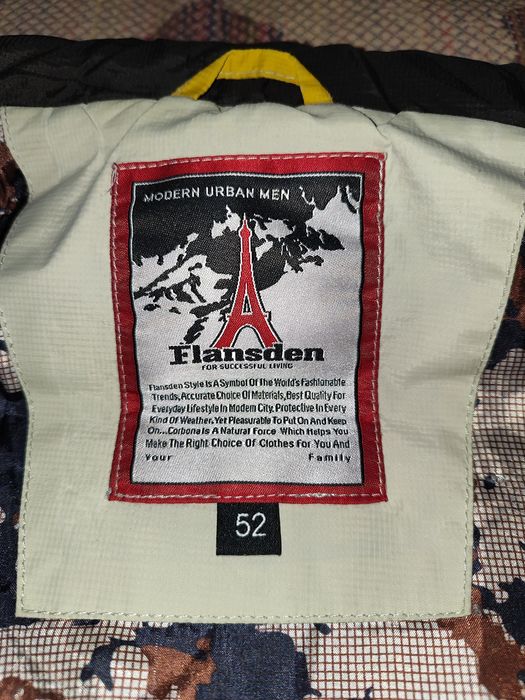 MODERN URBAN MEN
Flansden
FOR SUCCESSFUL LIVING
Flansden Style Is A Symbol Of The World's Fashionable
Trends, Accurate Choice Of Materials, Best Quality For
Everyday Lifestyle In Modern City, Protective In Every
Kind Of Weather, Yet Pleasurable To Put On And Keep
On...Corbona Is A Natural Force Which Helps You
Make The Right Choice Of Clothes For You And
Your Family
52